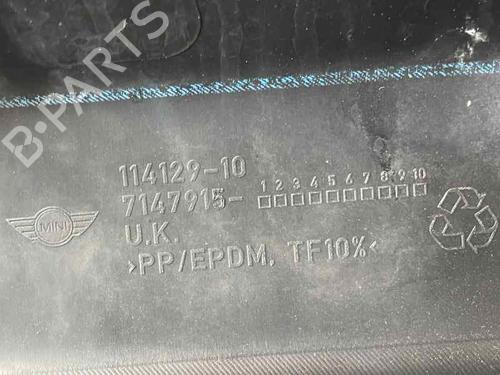 B-PARTS
114129-10
7147915- 1 2 3 4 5 6 7 8 9 10
MINI
U.K.
>PP/EPDM. TF10%<